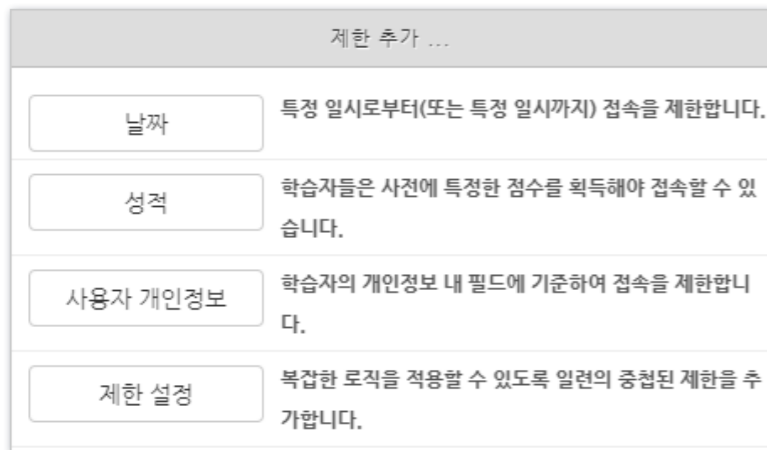 제한 추가 ...
날짜
특정 일시로부터(또는 특정 일시까지) 접속을 제한합니다.
성적
학습자들은 사전에 특정한 점수를 획득해야 접속할 수 있
습니다.
사용자 개인정보
학습자의 개인정보 내 필드에 기준하여 접속을 제한합니
다.
제한 설정
복잡한 로직을 적용할 수 있도록 일련의 중첩된 제한을 추
가합니다.